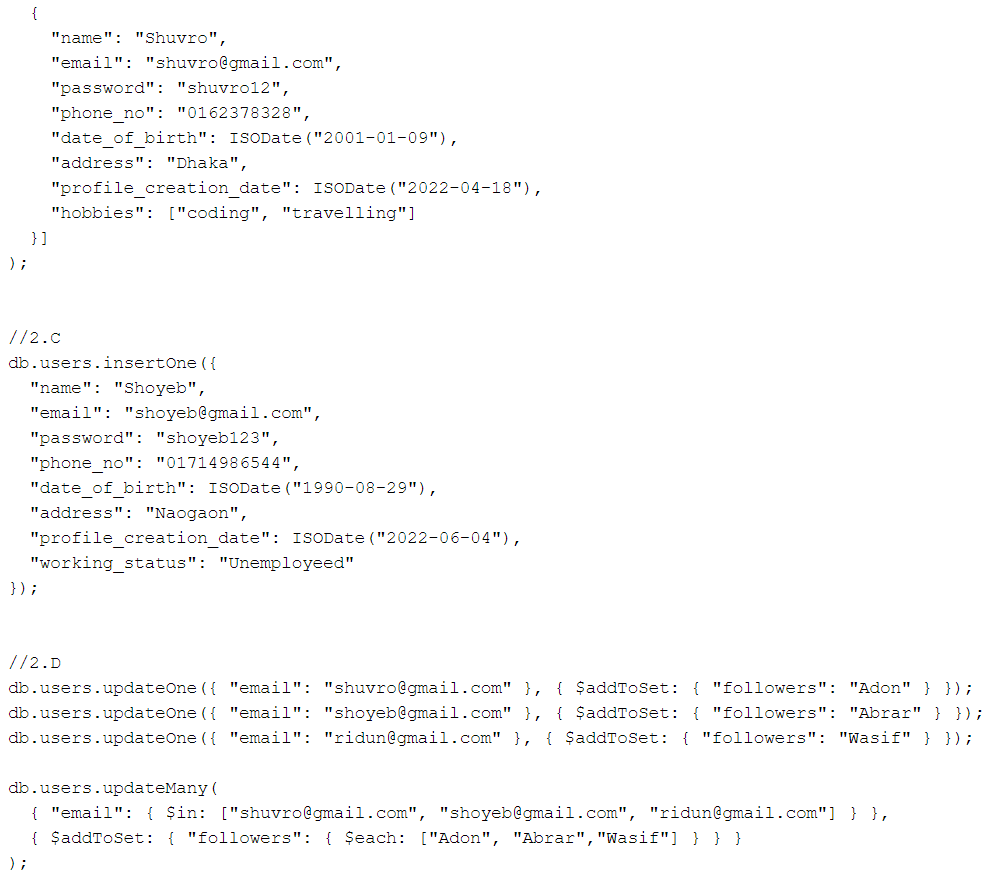 {
"name": "Shuvro",
"email": "shuvro@gmail.com",
"password": "shuvro12",
"phone_no": "0162378328",
"date_of_birth": ISODate("2001-01-09"),
"address": "Dhaka",
"profile_creation_date": ISODate("2022-04-18"),
"hobbies": ["coding", "travelling"]
}]
);
//2.C
db.users.insertOne({
"name": "Shoyeb",
"email": "shoyeb@gmail.com",
"password": "shoyeb123",
"phone_no": "01714986544",
"date_of_birth": ISODate("1990-08-29"),
"address": "Naogaon",
"profile_creation_date": ISODate("2022-06-04"),
"working_status": "Unemployeed"
});
//2.D
db.users.updateOne({ "email": "shuvro@gmail.com" }, { $addToSet: { "followers": "Adon" } });
db.users.updateOne({ "email": "shoyeb@gmail.com" }, { $addToSet: { "followers": "Abrar" } });
db.users.updateOne({ "email": "ridun@gmail.com" }, { $addToSet: { "followers": "Wasif" } });
db.users.updateMany(
{ "email": { $in: ["shuvro@gmail.com", "shoyeb@gmail.com", "ridun@gmail.com"] } },
{ $addToSet: { "followers": { $each: ["Adon", "Abrar","Wasif"] } } }
);